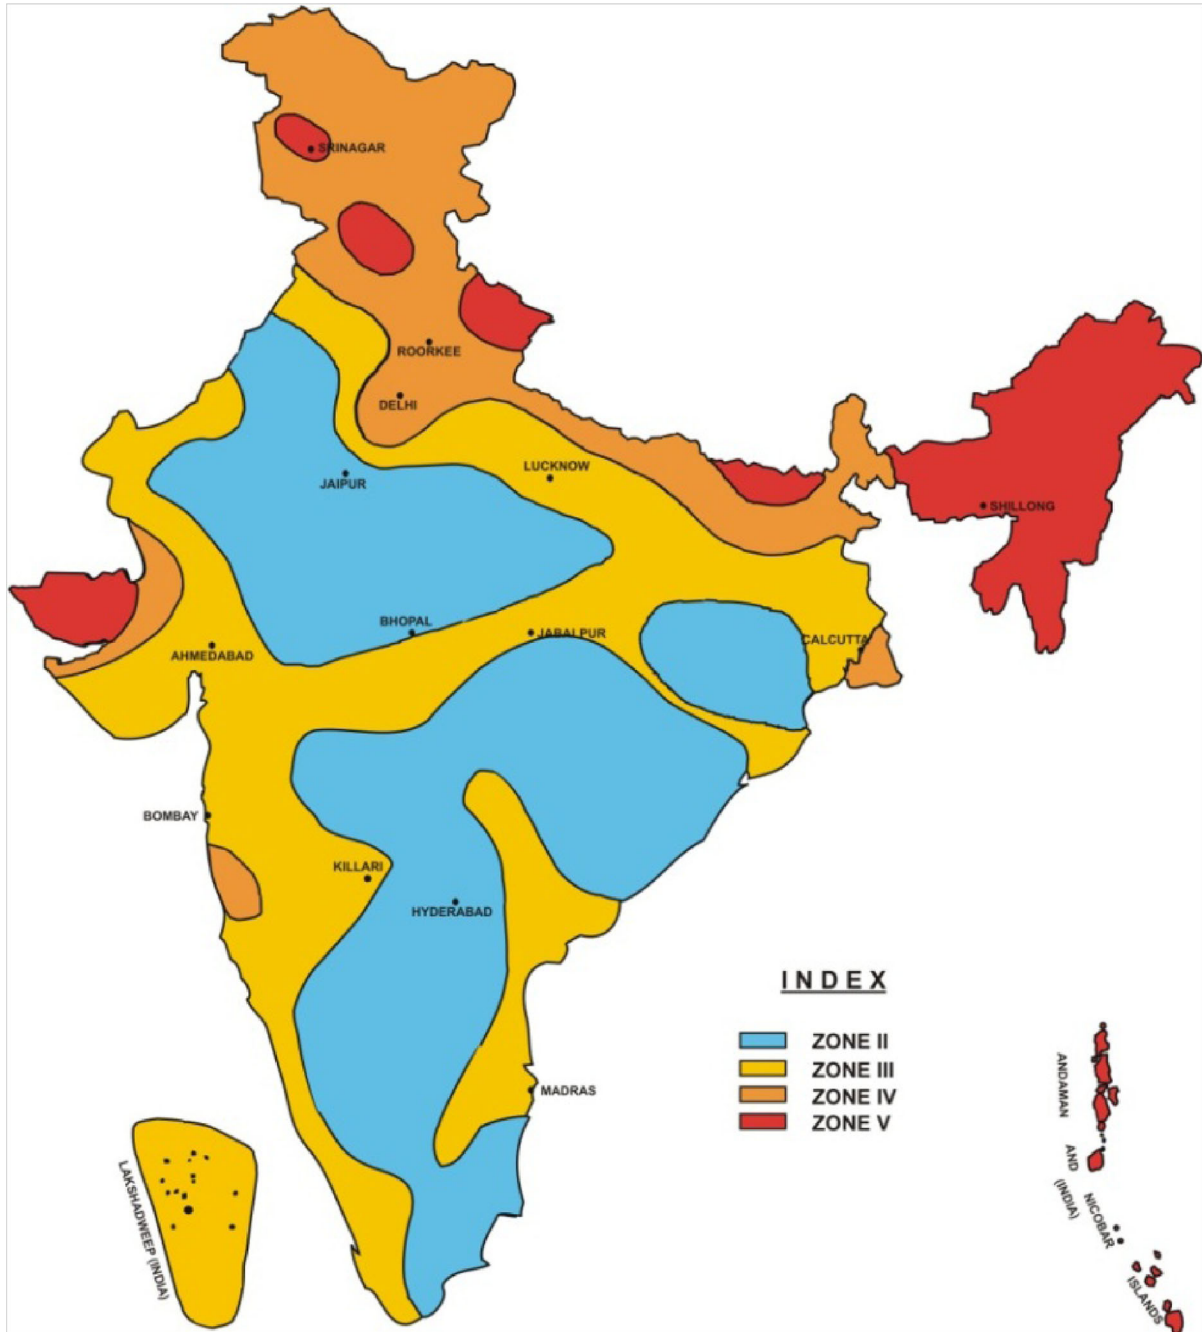 SRINAGAR
ROORKEE
DELHI
LUCKNOW
JAIPUR
SHILLONG
BHOPAL
JABALPUR
CALCUTTA
AHMEDABAD
BOMBAY
KILLARI
HYDERABAD
INDEX
ZONE II
ZONE III
ZONE IV
ZONE V
MADRAS
LAKSHADWEEP (INDIA)
ANDAMAN
AND
(INDIA)
NICOBAR
ISLANDS